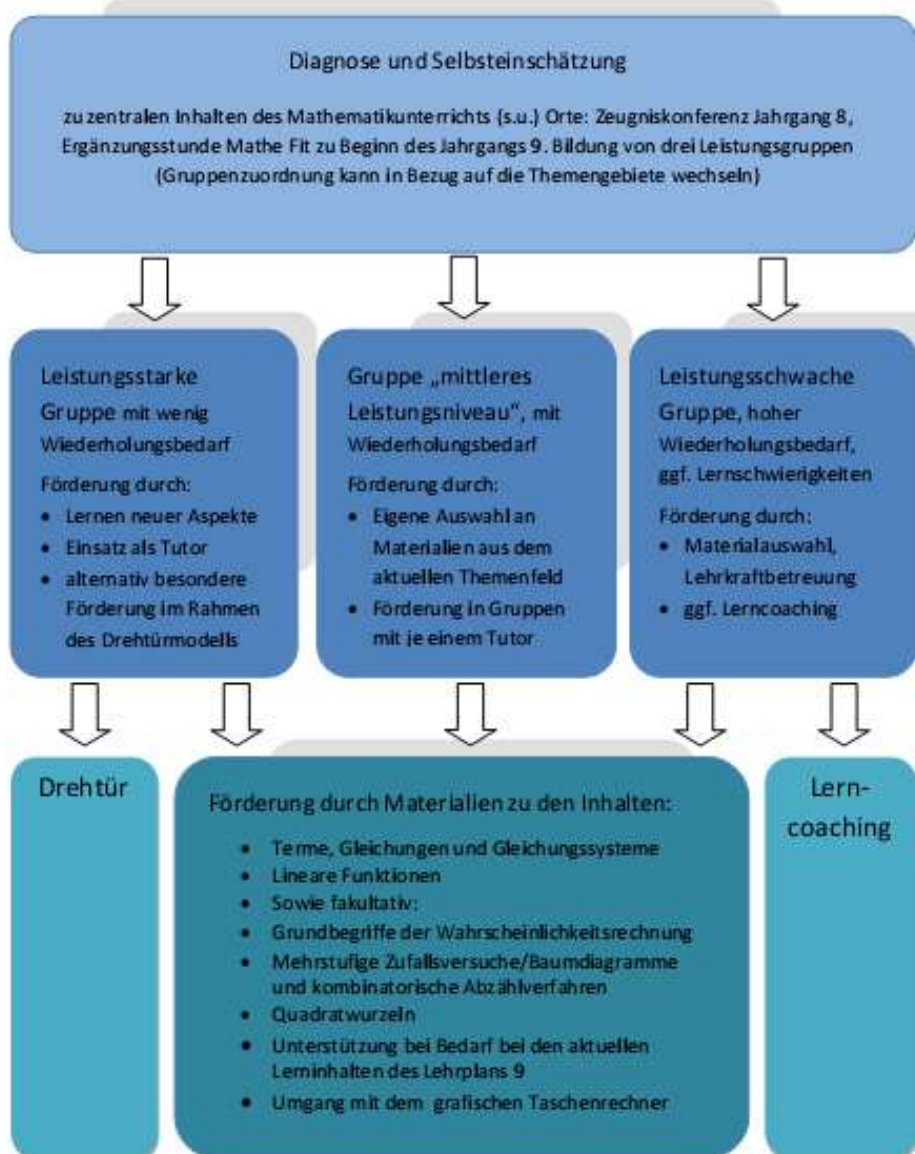 Diagnose und Selbsteinschätzung
zu zentralen Inhalten des Mathematikunterrichts (s.u.) Orte: Zeugniskonferenz Jahrgang 8,
Ergänzungsstunde Mathe Fit zu Beginn des Jahrgangs 9. Bildung von drei Leistungsgruppen
(Gruppenzuordnung kann in Bezug auf die Themengebiete wechseln)
Leistungsstarke
Gruppe mit wenig
Wiederholungsbedarf
Förderung durch:
• Lernen neuer Aspekte
• Einsatz als Tutor
• alternativ besondere
Förderung im Rahmen
des Drehtürmodells
Gruppe „mittleres
Leistungsniveau“, mit
Wiederholungsbedarf
Förderung durch:
• Eigene Auswahl an
Materialien aus dem
aktuellen Themenfeld
• Förderung in Gruppen
mit je einem Tutor
Leistungsschwache
Gruppe, hoher
Wiederholungsbedarf,
ggf. Lernschwierigkeiten
Förderung durch:
• Materialauswahl,
Lehrkraftbetreuung
• ggf. Lerncoaching
Drehtür
Förderung durch Materialien zu den Inhalten:
• Terme, Gleichungen und Gleichungssysteme
• Lineare Funktionen
• Sowie fakultativ:
• Grundbegriffe der Wahrscheinlichkeitsrechnung
• Mehrstufige Zufallsversuche/Baumdiagramme
und kombinatorische Abzählverfahren
• Quadratwurzeln
• Unterstützung bei Bedarf bei den aktuellen
Lerninhalten des Lehrplans 9
• Umgang mit dem grafischen Taschenrechner
Lern-
coaching